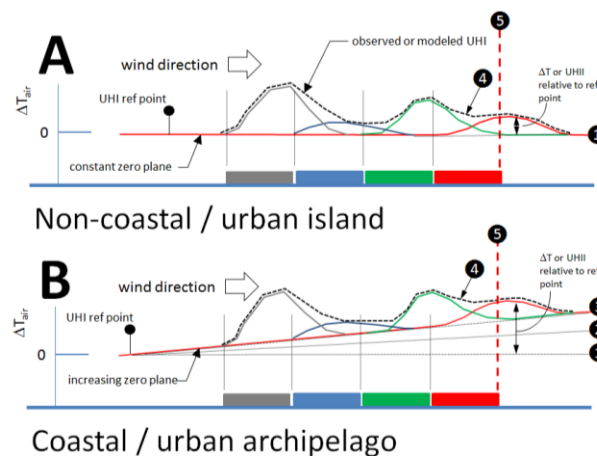 5
A
observed or modeled UHI
wind direction
4
ΔT or UHII
relative to ref
point
UHI ref point
ΔTair
0
constant zero plane
Non-coastal / urban island
5
B
ΔT or UHII
relative to ref
point
wind direction
4
UHI ref point
ΔTair
0
increasing zero plane
Coastal / urban archipelago